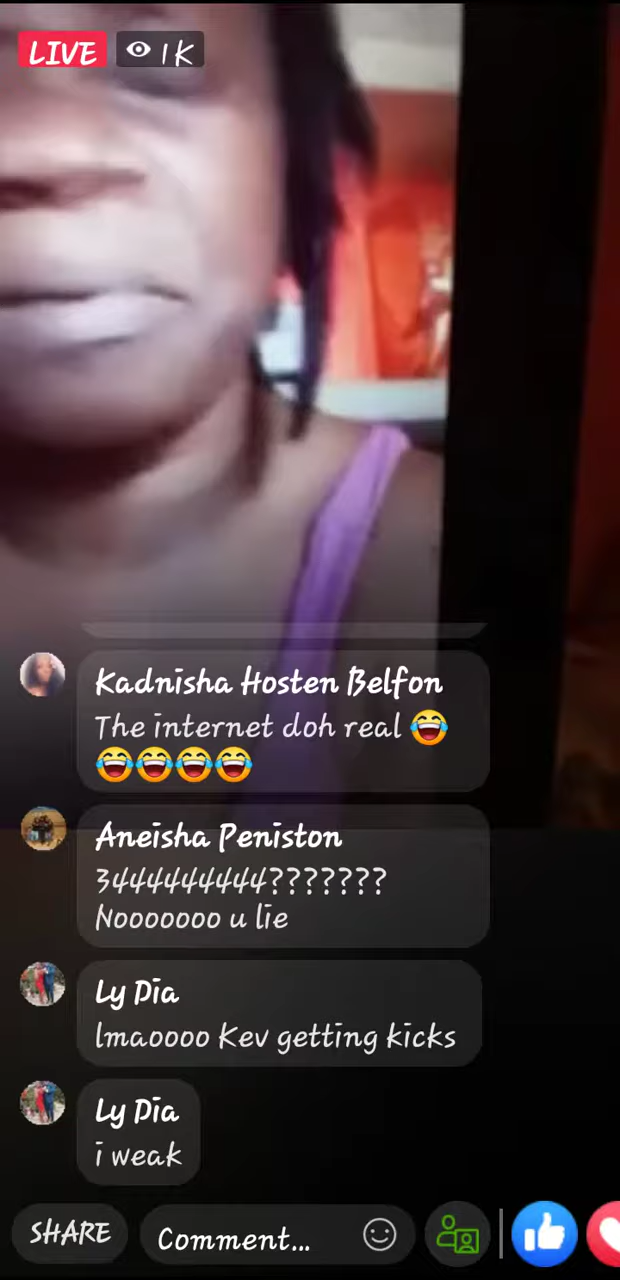 LIVE 1K
Kadnisha Hosten Belfon
The internet doh real 😂
😂😂😂😂
Aneisha Peniston
3444444444???????
Nooooooo u lie
Ly Dia
lmaoooo Kev getting kicks
Ly Dia
i weak
SHARE Comment...